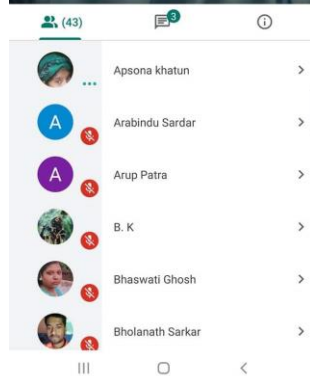 (43)
3
Apsona khatun
A
Arabindu Sardar
A
Arup Patra
B. K
Bhaswati Ghosh
Bholanath Sarkar